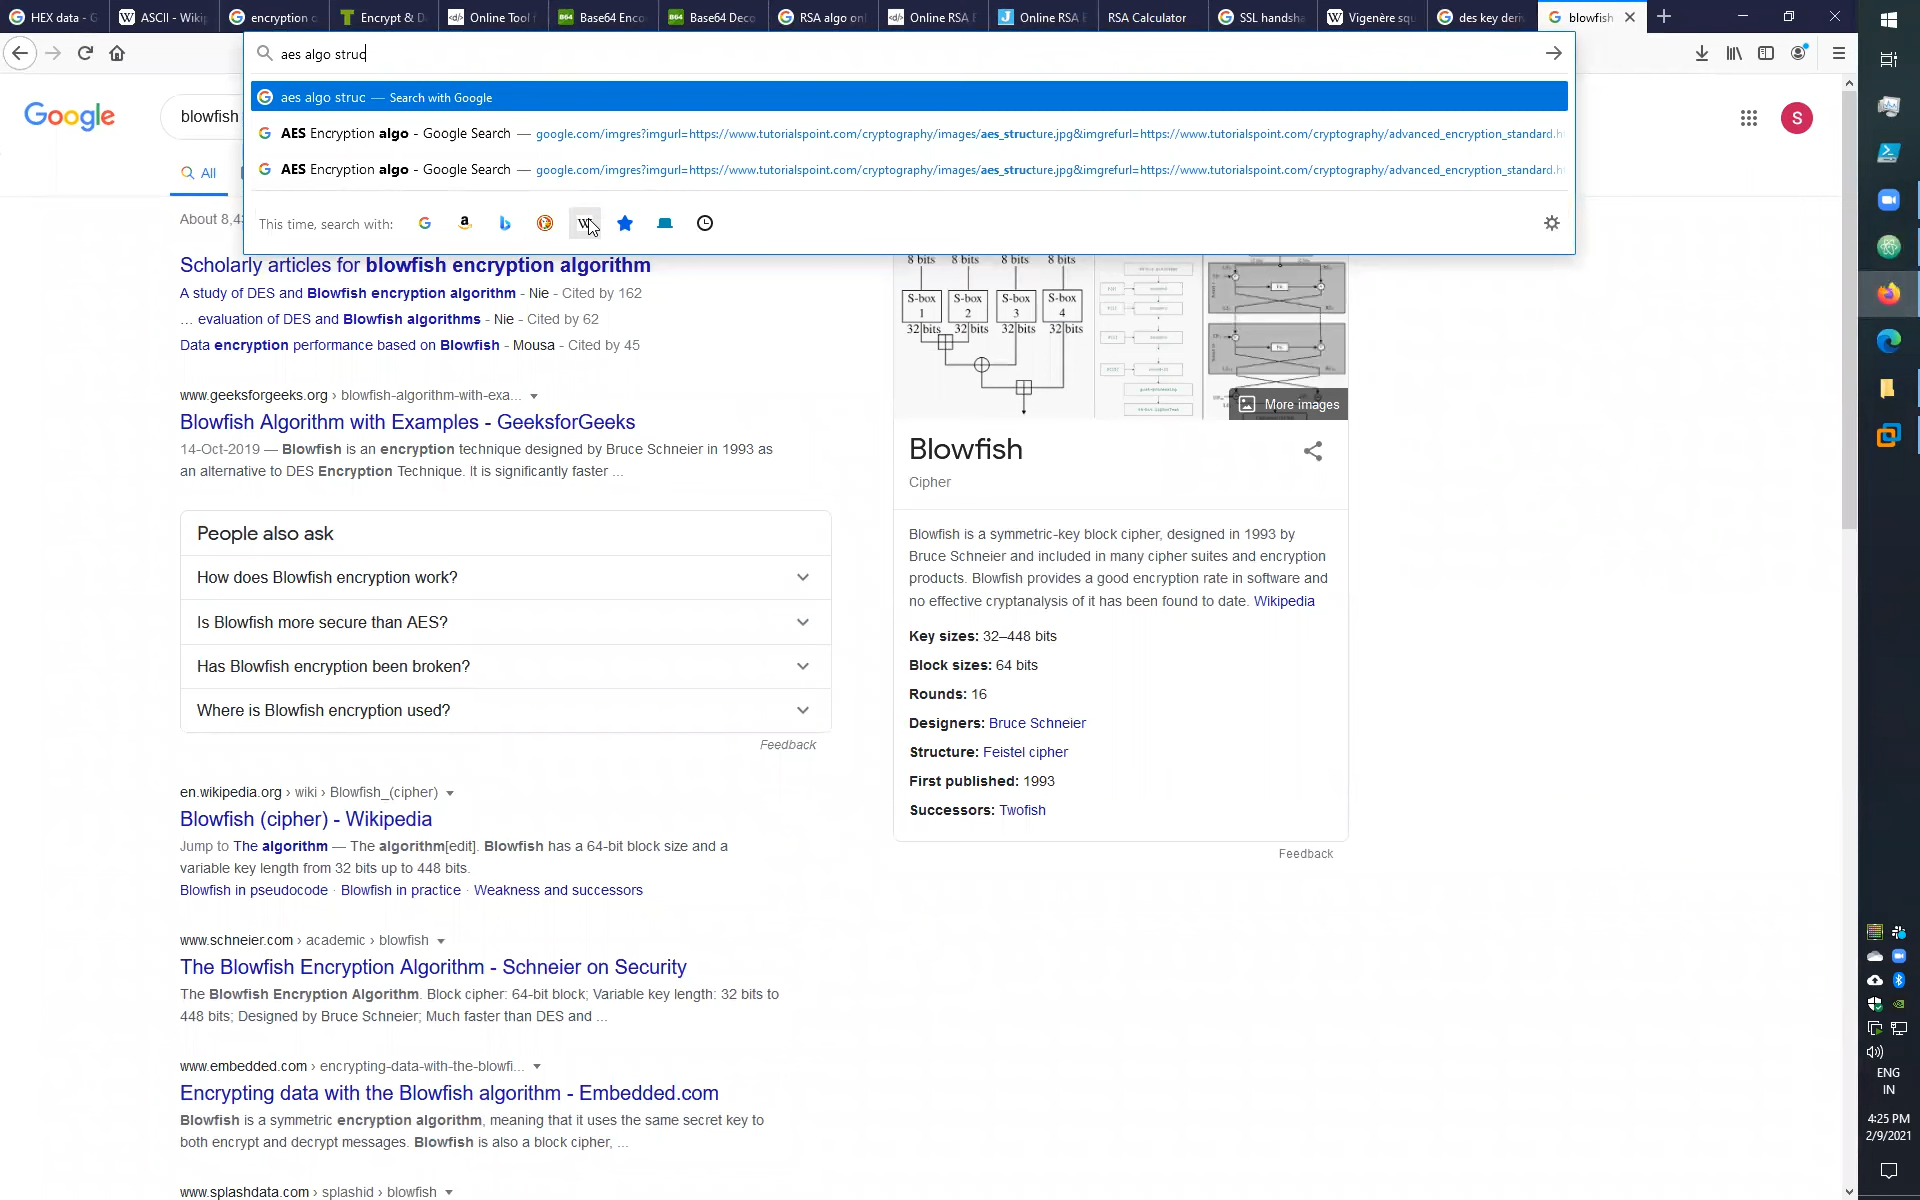 HEX data - G
ASCII - Wiki
encryption
Encrypt & D
Online Tool f
Base64 Enco
Base64 Deco
RSA algo onl
Online RSA
Online RSA
RSA Calculator
SSL handsha
Vigenère squ
des key deri
blowfish
aes algo struc
aes algo struc — Search with Google
AES Encryption algo - Google Search — google.com/imgres?imgurl=https://www.tutorialspoint.com/cryptography/images/aes_structure.jpg&imgrefurl=https://www.tutorialspoint.com/cryptography/advanced_encryption_standard.h
AES Encryption algo - Google Search — google.com/imgres?imgurl=https://www.tutorialspoint.com/cryptography/images/aes_structure.jpg&imgrefurl=https://www.tutorialspoint.com/cryptography/advanced_encryption_standard.h
This time, search with:
Google
blowfish
S
All
About 8,4
Scholarly articles for blowfish encryption algorithm
A study of DES and Blowfish encryption algorithm - Nie - Cited by 162
... evaluation of DES and Blowfish algorithms - Nie - Cited by 62
Data encryption performance based on Blowfish - Mousa - Cited by 45
www.geeksforgeeks.org › blowfish-algorithm-with-exa...
Blowfish Algorithm with Examples - GeeksforGeeks
14-Oct-2019 — Blowfish is an encryption technique designed by Bruce Schneier in 1993 as
an alternative to DES Encryption Technique. It is significantly faster ...
People also ask
How does Blowfish encryption work?
Is Blowfish more secure than AES?
Has Blowfish encryption been broken?
Where is Blowfish encryption used?
Feedback
en.wikipedia.org › wiki › Blowfish_(cipher)
Blowfish (cipher) - Wikipedia
Jump to The algorithm — The algorithm[edit]. Blowfish has a 64-bit block size and a
variable key length from 32 bits up to 448 bits.
Blowfish in pseudocode · Blowfish in practice · Weakness and successors
www.schneier.com › academic › blowfish
The Blowfish Encryption Algorithm - Schneier on Security
The Blowfish Encryption Algorithm. Block cipher: 64-bit block; Variable key length: 32 bits to
448 bits; Designed by Bruce Schneier; Much faster than DES and ...
www.embedded.com › encrypting-data-with-the-blowfi...
Encrypting data with the Blowfish algorithm - Embedded.com
Blowfish is a symmetric encryption algorithm, meaning that it uses the same secret key to
both encrypt and decrypt messages. Blowfish is also a block cipher, ...
www.splashdata.com › splashid › blowfish
8 bits 8 bits 8 bits 8 bits
S-box S-box S-box S-box
1 2 3 4
32 bits 32 bits 32 bits 32 bits
More images
Blowfish
Cipher
Blowfish is a symmetric-key block cipher, designed in 1993 by
Bruce Schneier and included in many cipher suites and encryption
products. Blowfish provides a good encryption rate in software and
no effective cryptanalysis of it has been found to date. Wikipedia
Key sizes: 32–448 bits
Block sizes: 64 bits
Rounds: 16
Designers: Bruce Schneier
Structure: Feistel cipher
First published: 1993
Successors: Twofish
Feedback
ENG
IN
4:25 PM
2/9/2021